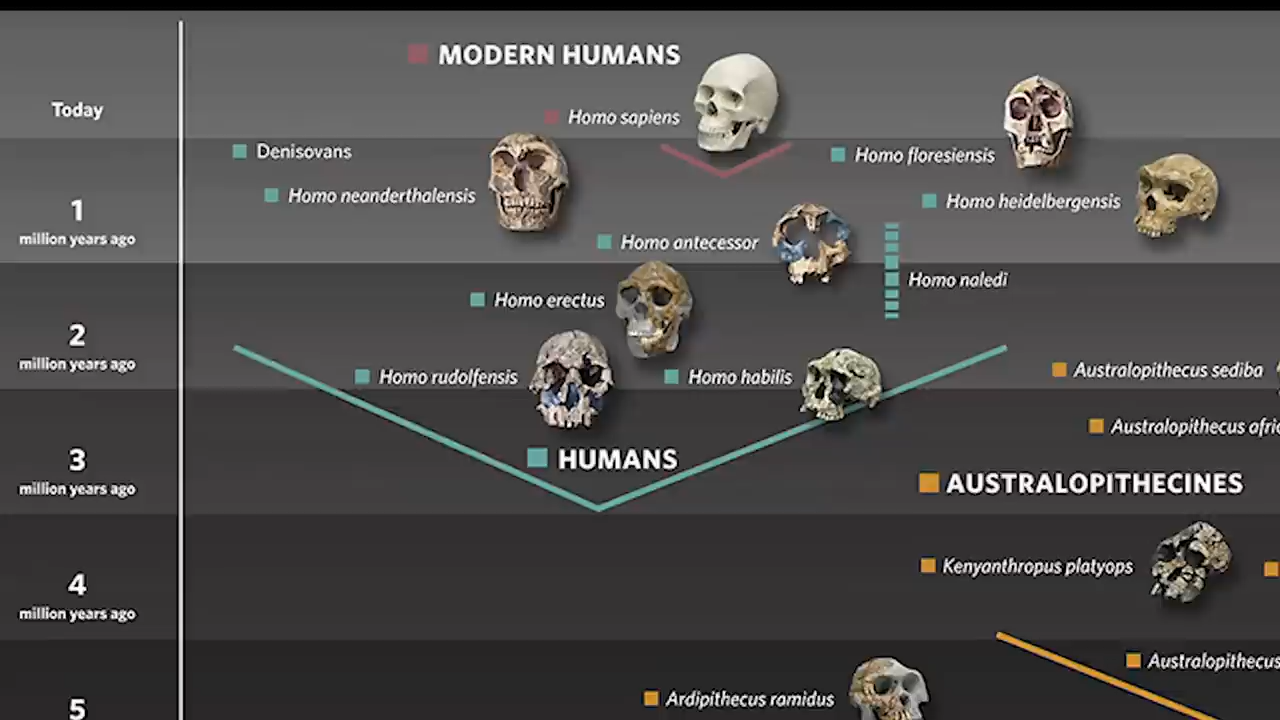 MODERN HUMANS
Today
Homo sapiens
Denisovans
Homo floresiensis
Homo neanderthalensis
Homo heidelbergensis
1
million years ago
Homo antecessor
Homo naledi
Homo erectus
2
million years ago
Homo rudolfensis
Homo habilis
Australopithecus sediba
Australopithecus
3
million years ago
HUMANS
AUSTRALOPITHECINES
Kenyanthropus platyops
4
million years ago
Australopithecus
Ardipithecus ramidus
5